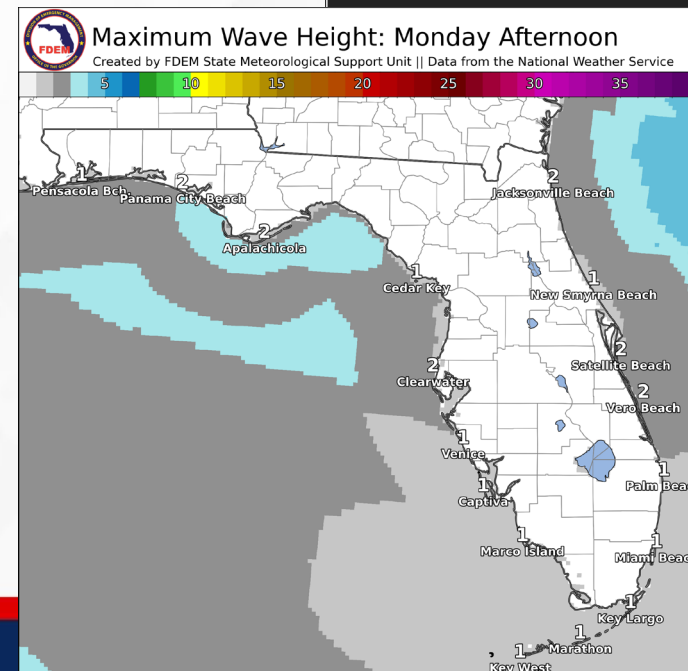 FDEM
Maximum Wave Height: Monday Afternoon
Created by FDEM State Meteorological Support Unit || Data from the National Weather Service
5 10 15 20 25 30 35
1
Pensacola Bch.
2
Panama City Beach
2
Jacksonville Beach
2
Apalachicola
1
Cedar Key
1
New Smyrna Beach
2
Satellite Beach
2
Clearwater
2
Vero Beach
1
Venice
1
Palm Bea
1
Captiva
1
Marco Island
1
Miami Beac
1
Key Largo
1
Marathon
1
Key West